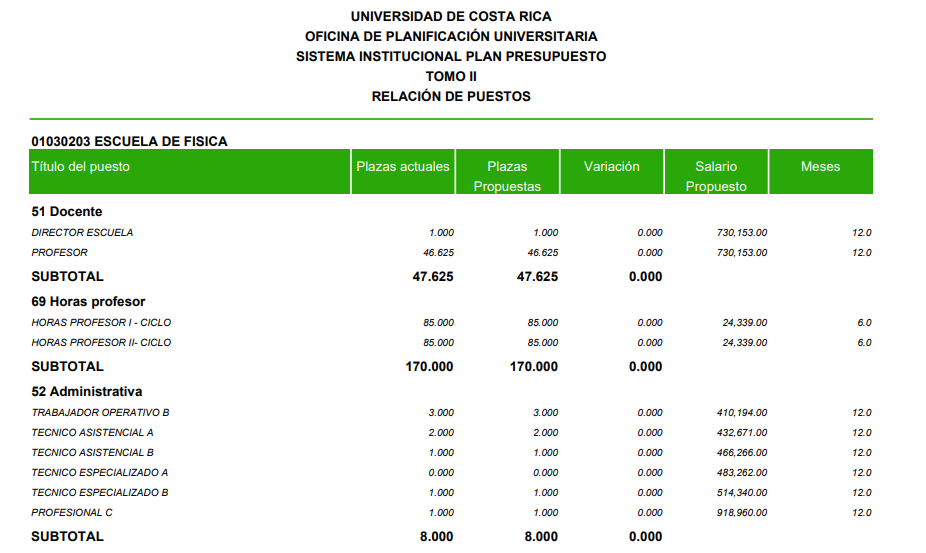 UNIVERSIDAD DE COSTA RICA
OFICINA DE PLANIFICACIÓN UNIVERSITARIA
SISTEMA INSTITUCIONAL PLAN PRESUPUESTO
TOMO II
RELACIÓN DE PUESTOS
01030203 ESCUELA DE FISICA
Título del puesto Plazas actuales Plazas Propuestas Variación Salario Propuesto Meses
51 Docente
DIRECTOR ESCUELA 1.000 1.000 0.000 730,153.00 12.0
PROFESOR 46.625 46.625 0.000 730,153.00 12.0
SUBTOTAL 47.625 47.625 0.000
69 Horas profesor
HORAS PROFESOR I - CICLO 85.000 85.000 0.000 24,339.00 6.0
HORAS PROFESOR II- CICLO 85.000 85.000 0.000 24,339.00 6.0
SUBTOTAL 170.000 170.000 0.000
52 Administrativa
TRABAJADOR OPERATIVO B 3.000 3.000 0.000 410,194.00 12.0
TECNICO ASISTENCIAL A 2.000 2.000 0.000 432,671.00 12.0
TECNICO ASISTENCIAL B 1.000 1.000 0.000 466,266.00 12.0
TECNICO ESPECIALIZADO A 0.000 0.000 0.000 483,262.00 12.0
TECNICO ESPECIALIZADO B 1.000 1.000 0.000 514,340.00 12.0
PROFESIONAL C 1.000 1.000 0.000 918,960.00 12.0
SUBTOTAL 8.000 8.000 0.000